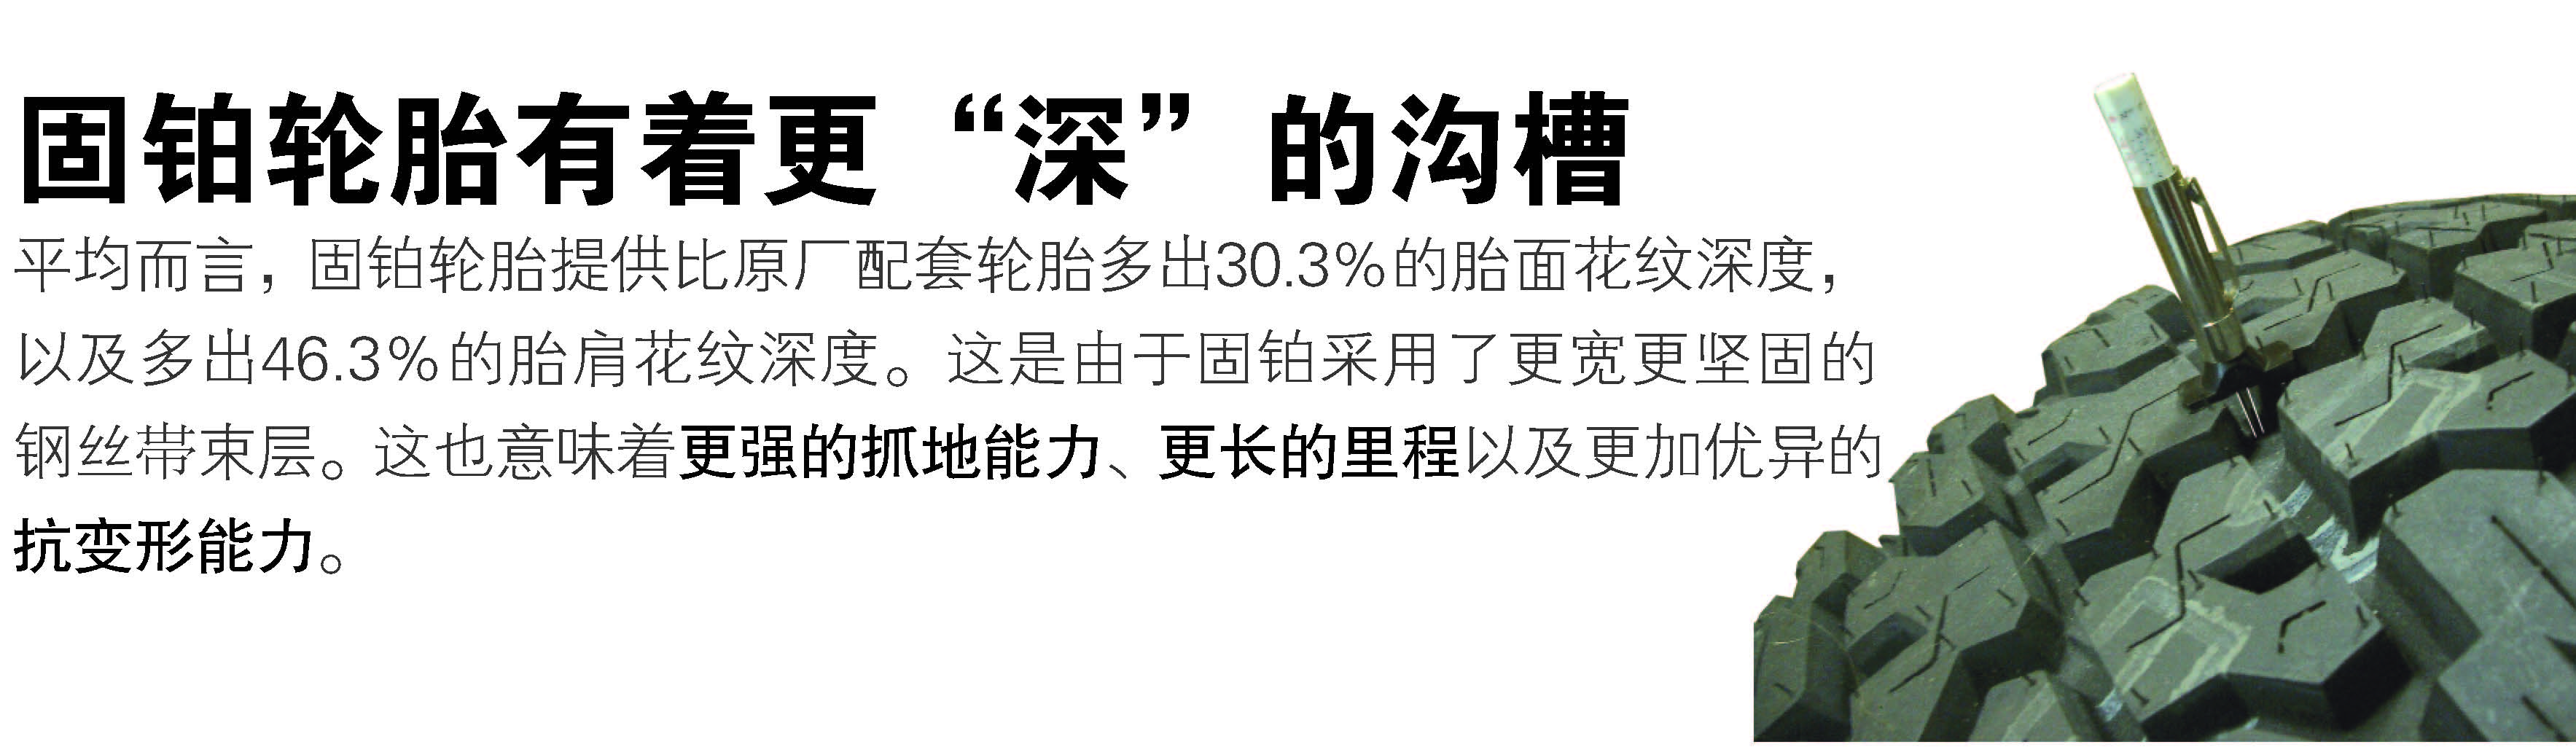 固铂轮胎有着更“深”的沟槽
平均而言，固铂轮胎提供比原厂配套轮胎多出30.3%的胎面花纹深度，
以及多出46.3%的胎肩花纹深度。这是由于固铂采用了更宽更坚固的
钢丝带束层。这也意味着更强的抓地能力、更长的里程以及更加优异的
抗变形能力。